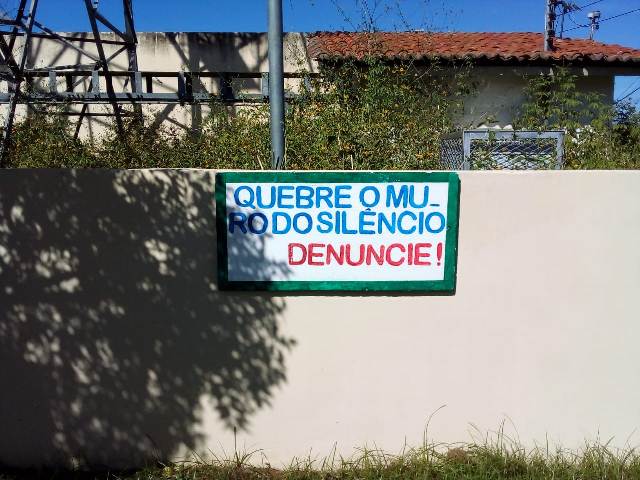 QUEBRE O MU_
RO DO SILÊNCIO
DENUNCIE!